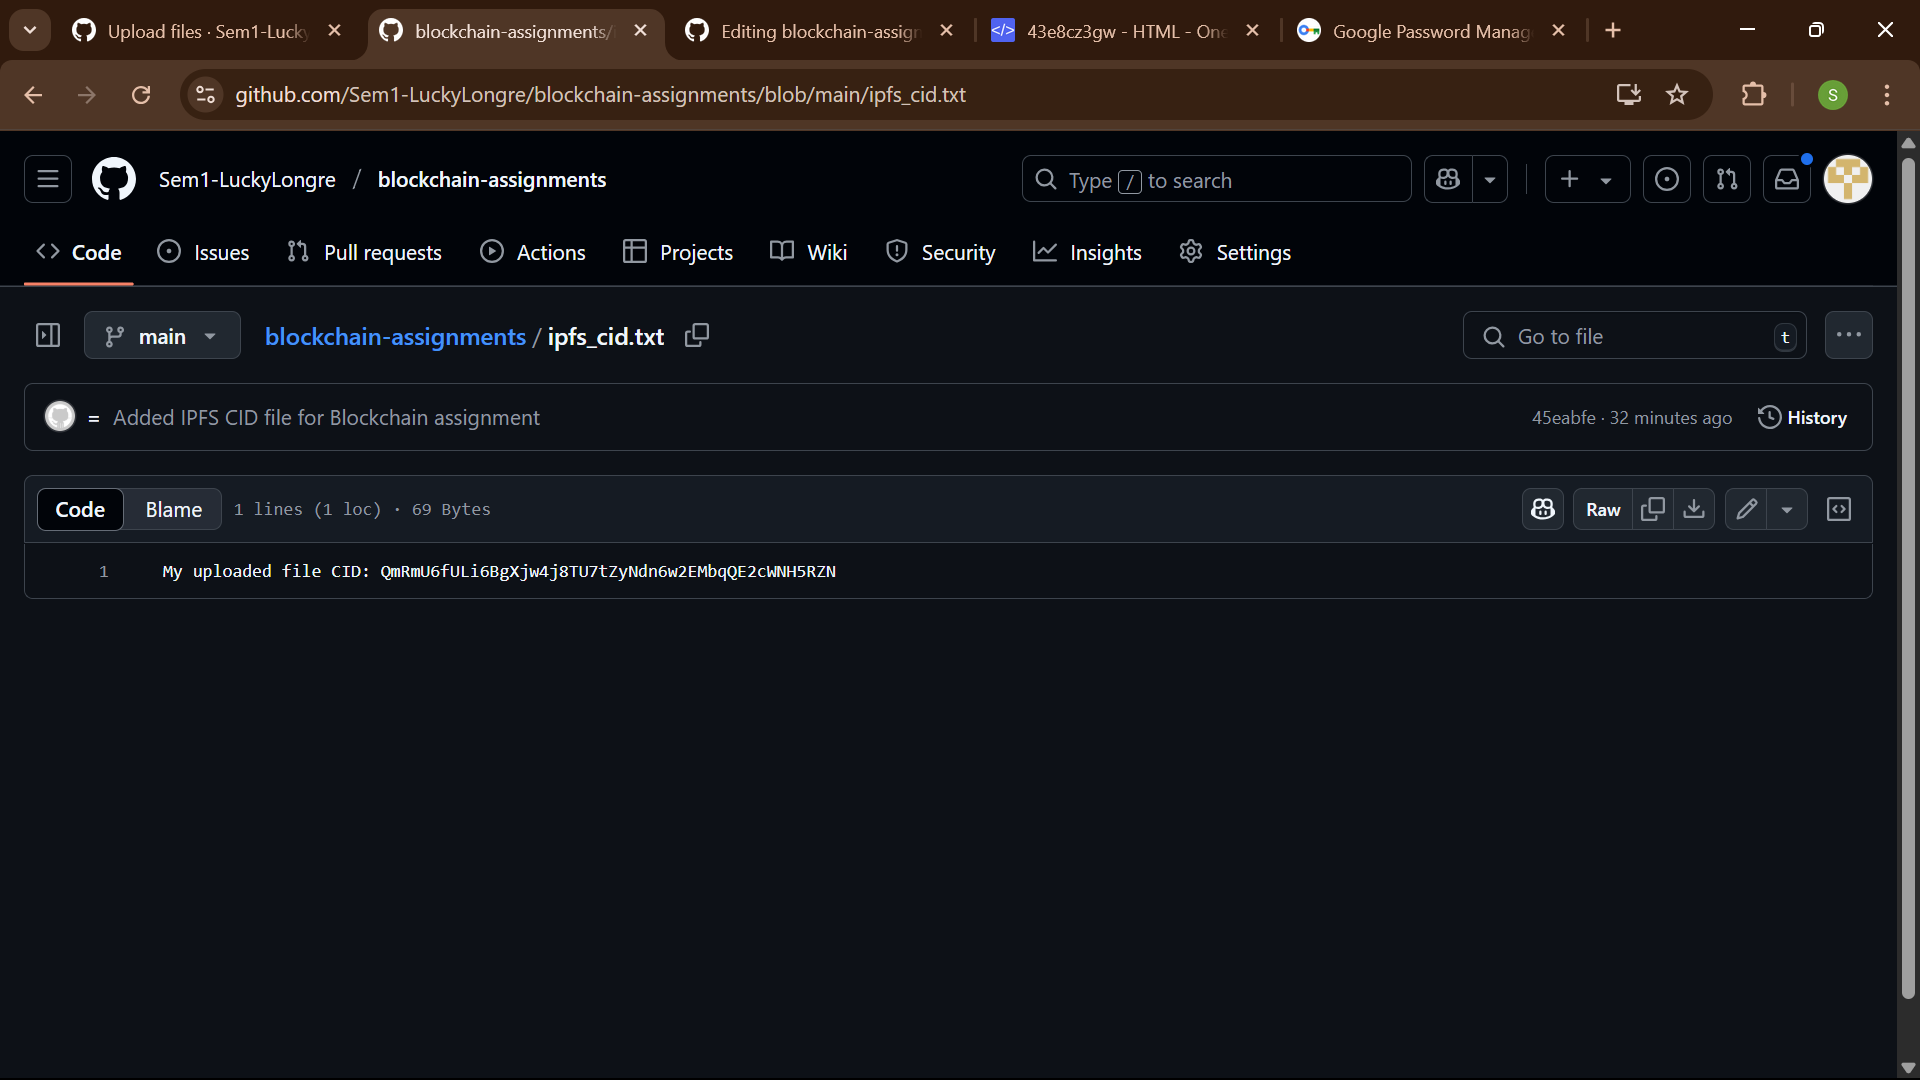 Upload files · Sem1-Lucky
blockchain-assignments/
Editing blockchain-assign
43e8cz3gw - HTML - One
Google Password Manag
github.com/Sem1-LuckyLongre/blockchain-assignments/blob/main/ipfs_cid.txt
S
Sem1-LuckyLongre / blockchain-assignments
Type / to search
Code
Issues
Pull requests
Actions
Projects
Wiki
Security
Insights
Settings
main
blockchain-assignments / ipfs_cid.txt
Go to file
t
= Added IPFS CID file for Blockchain assignment
45eabfe · 32 minutes ago
History
Code
Blame
1 lines (1 loc) · 69 Bytes
Raw
1
My uploaded file CID: QmRmU6fULi6BgXjw4j8TU7tZyNdn6w2EMbqQE2cWNH5RZN